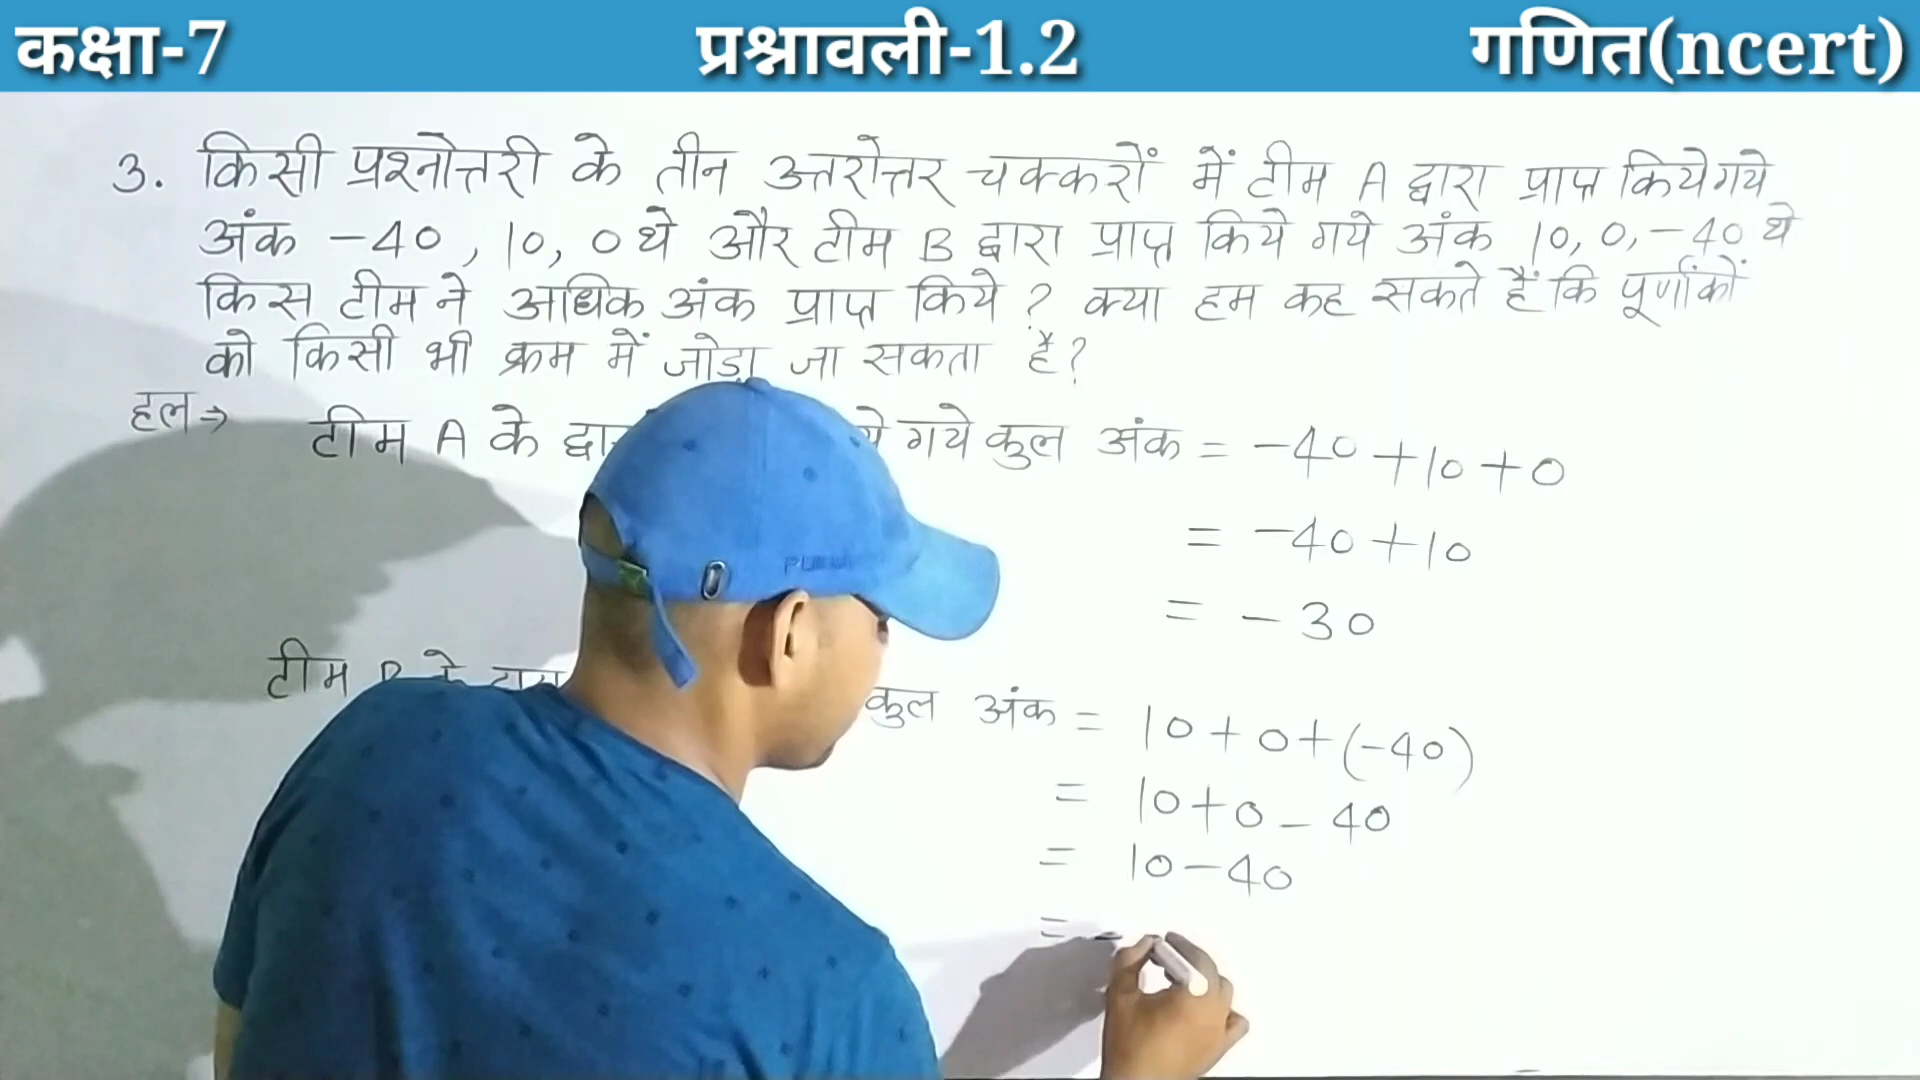 कक्षा-7 प्रश्नावली-1.2 गणित(ncert)
3. किसी प्रश्नोत्तरी के तीन उत्तरोत्तर चक्करों में टीम A द्वारा प्राप्त किये गये
अंक -40, 10, 0 थे और टीम B द्वारा प्राप्त किये गये अंक 10, 0, -40 थे
किस टीम ने अधिक अंक प्राप्त किये ? क्या हम कह सकते हैं कि पूर्णांकों
को किसी भी क्रम में जोड़ा जा सकता है ?
हल ⇒ टीम A के गये कुल अंक = -40 +10 +0
= -40 +10
= -30
टीम कुल अंक = 10 + 0 + (-40)
= 10+0-40
= 10-40
= -